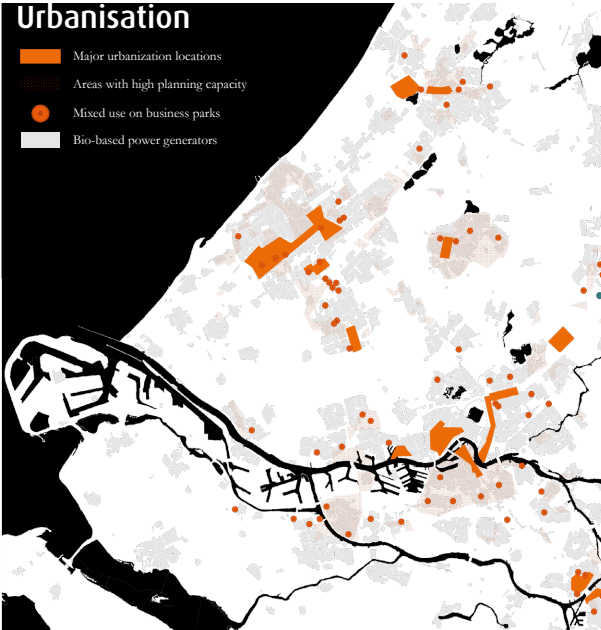 Urbanisation
Major urbanization locations
Areas with high planning capacity
Mixed use on business parks
Bio-based power generators